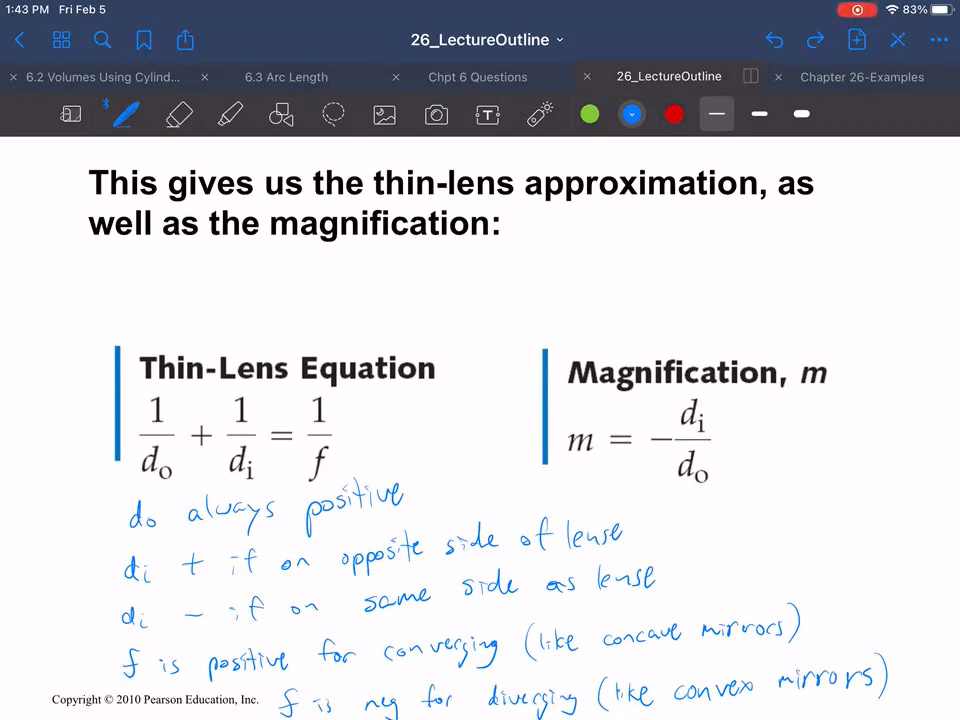 1:43 PM Fri Feb 5 83%
26_LectureOutline
6.2 Volumes Using Cylind... 6.3 Arc Length Chpt 6 Questions 26_LectureOutline Chapter 26-Examples
This gives us the thin-lens approximation, as
well as the magnification:
Thin-Lens Equation
1/d₀ + 1/dᵢ = 1/f
Magnification, m
m = − dᵢ/d₀
do always positive
di + if on opposite side of lense
di − if on same side as lense
f is positive for converging (like concave mirrors)
Copyright © 2010 Pearson Education, Inc.
f is neg for diverging (like convex mirrors)